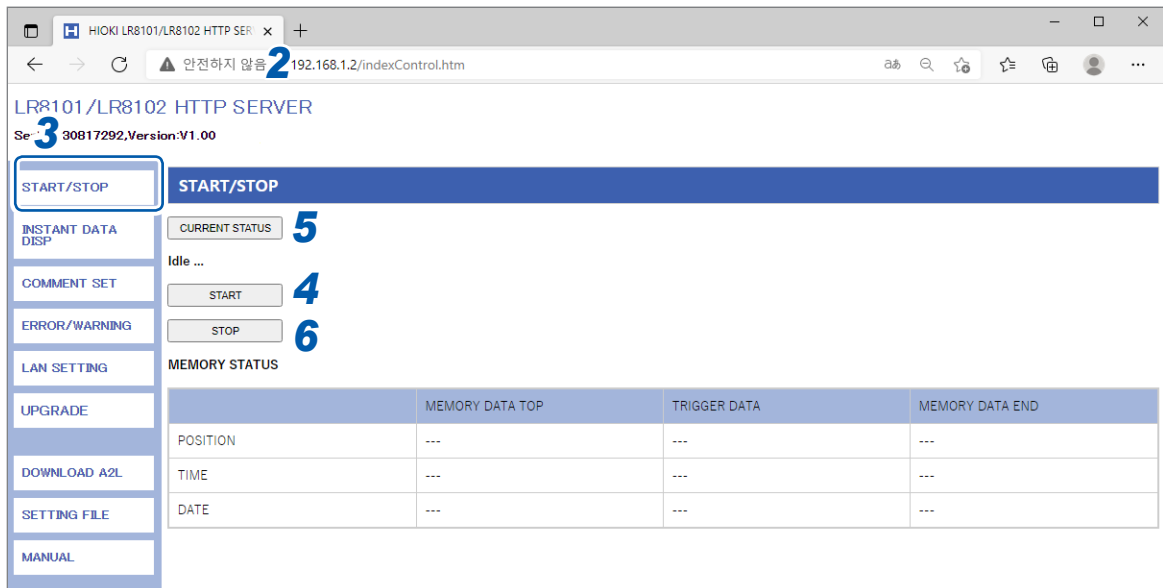 HIOKI LR8101/LR8102 HTTP SER
안전하지 않음 2 192.168.1.2/indexControl.htm
LR8101/LR8102 HTTP SERVER
3 30817292,Version:V1.00
START/STOP
INSTANT DATA
DISP
COMMENT SET
ERROR/WARNING
LAN SETTING
UPGRADE
DOWNLOAD A2L
SETTING FILE
MANUAL
START/STOP
CURRENT STATUS 5
Idle ...
START 4
STOP 6
MEMORY STATUS
MEMORY DATA TOP TRIGGER DATA MEMORY DATA END
POSITION --- --- ---
TIME --- --- ---
DATE --- --- ---